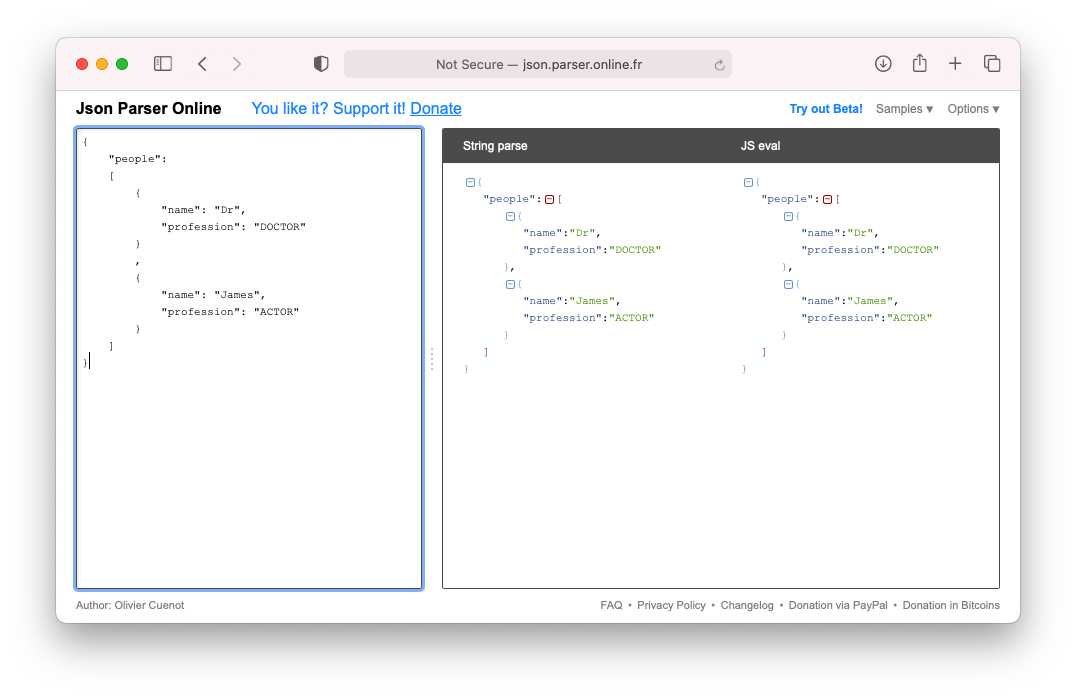 Not Secure — json.parser.online.fr
Json Parser Online You like it? Support it! Donate Try out Beta! Samples ▾ Options ▾
{
"people":
[
{
"name": "Dr",
"profession": "DOCTOR"
}
,
{
"name": "James",
"profession": "ACTOR"
}
]
}
String parse
{
"people":[
{
"name":"Dr",
"profession":"DOCTOR"
},
{
"name":"James",
"profession":"ACTOR"
}
]
}
JS eval
{
"people":[
{
"name":"Dr",
"profession":"DOCTOR"
},
{
"name":"James",
"profession":"ACTOR"
}
]
}
Author: Olivier Cuenot FAQ • Privacy Policy • Changelog • Donation via PayPal • Donation in Bitcoins